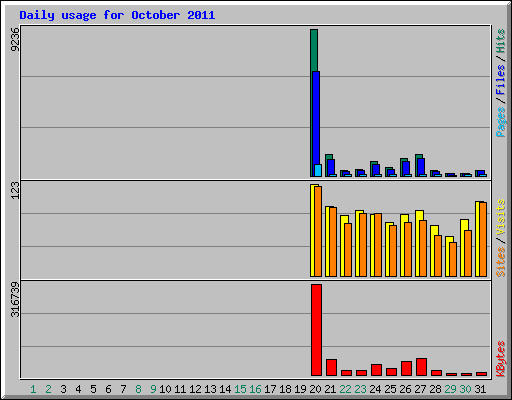 Daily usage for October 2011
9236
Pages / Files / Hits
123
Sites / Visits
316739
KBytes
1 2 3 4 5 6 7 8 9 10 11 12 13 14 15 16 17 18 19 20 21 22 23 24 25 26 27 28 29 30 31